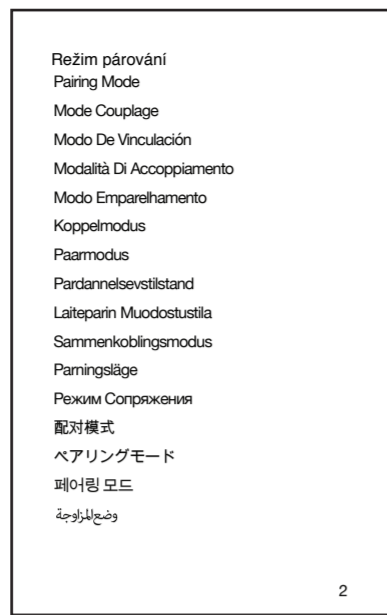 Režim párování
Pairing Mode
Mode Couplage
Modo De Vinculación
Modalità Di Accoppiamento
Modo Emparelhamento
Koppelmodus
Paarmodus
Pardannelsevstilstand
Laiteparin Muodostustila
Sammenkoblingsmodus
Parningsläge
Режим Сопряжения
配对模式
ペアリングモード
페어링 모드
وضع المزاوجة
2